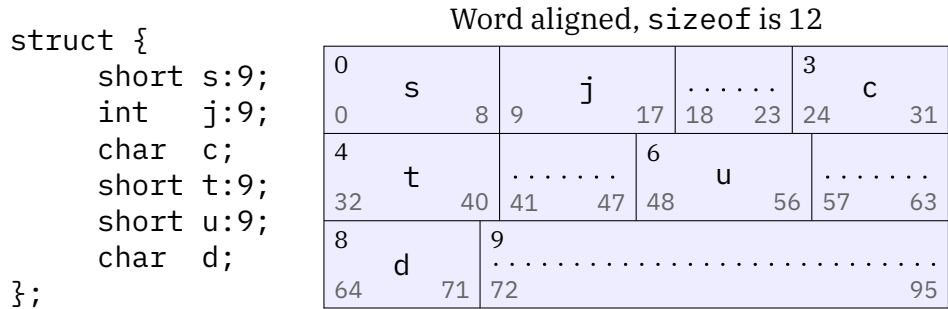 Word aligned, sizeof is 12
struct {
short s:9;
int j:9;
char c;
short t:9;
short u:9;
char d;
};
0 3
s j ...... c
0 8 9 17 18 23 24 31
4 6
t ....... u .......
32 40 41 47 48 56 57 63
8 9
d ..............................
64 71 72 95